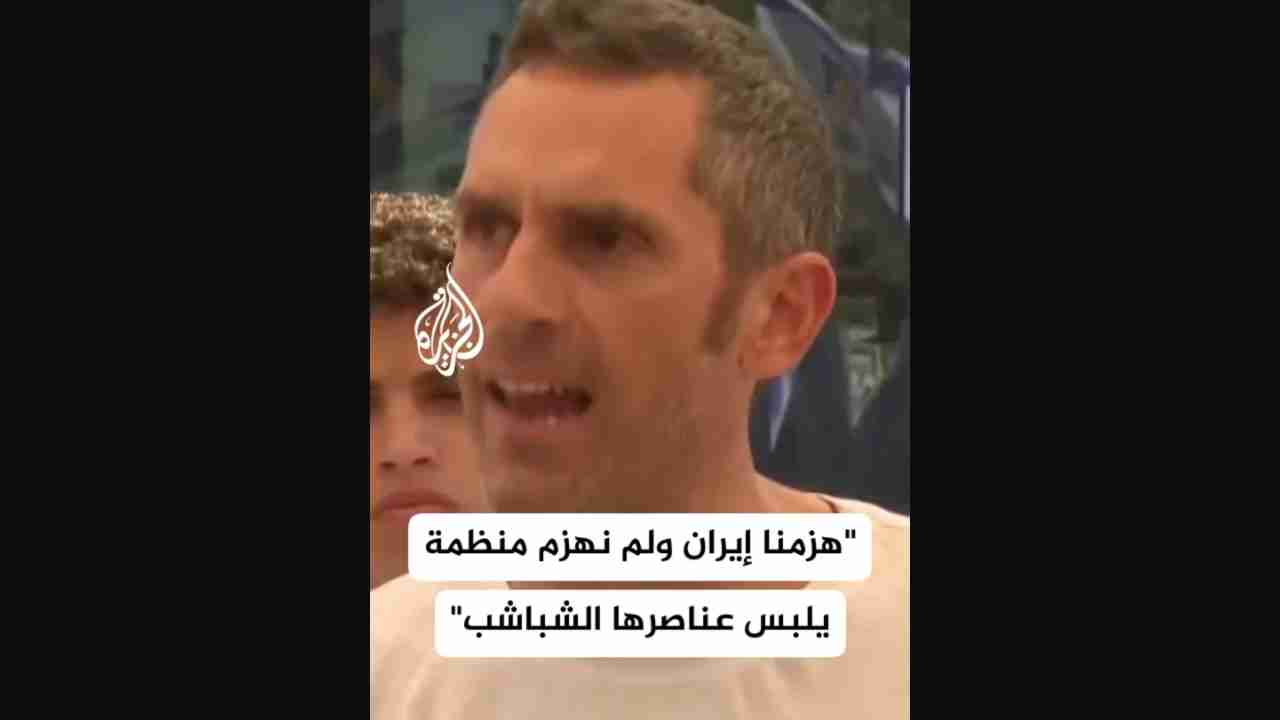 الجزيرة
"هزمنا إيران ولم نهزم منظمة
يلبس عناصرها الشباشب"